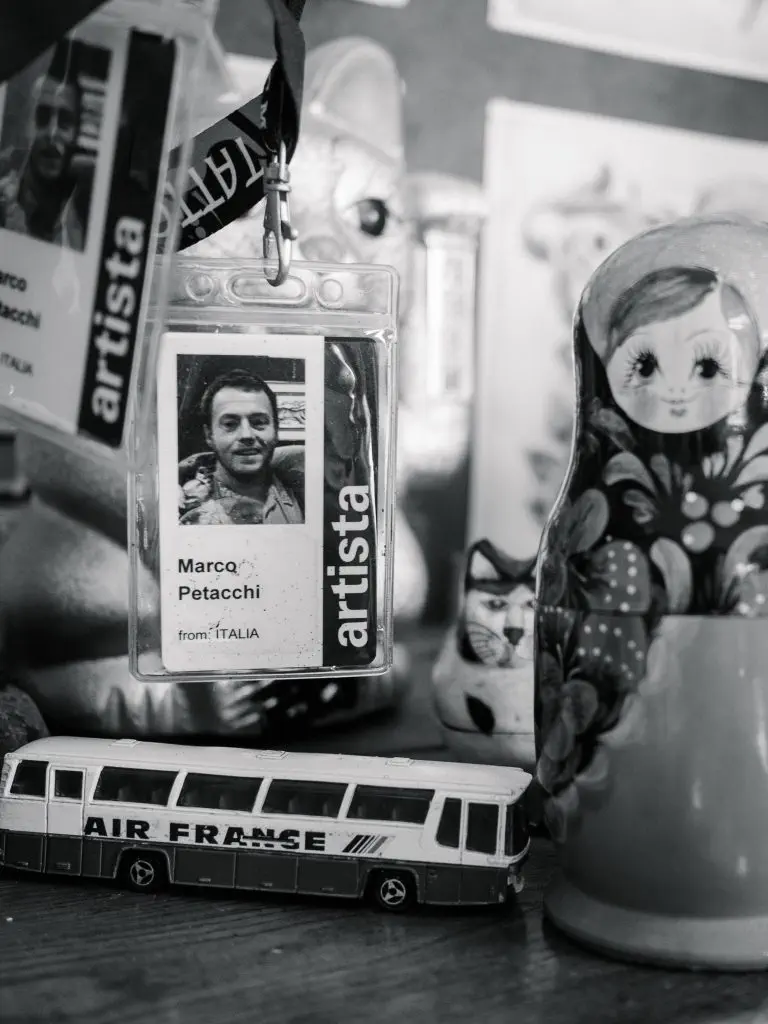 arco
tacchi
ITALIA
artista
Marco
Petacchi
from: ITALIA
artista
AIR FRANCE